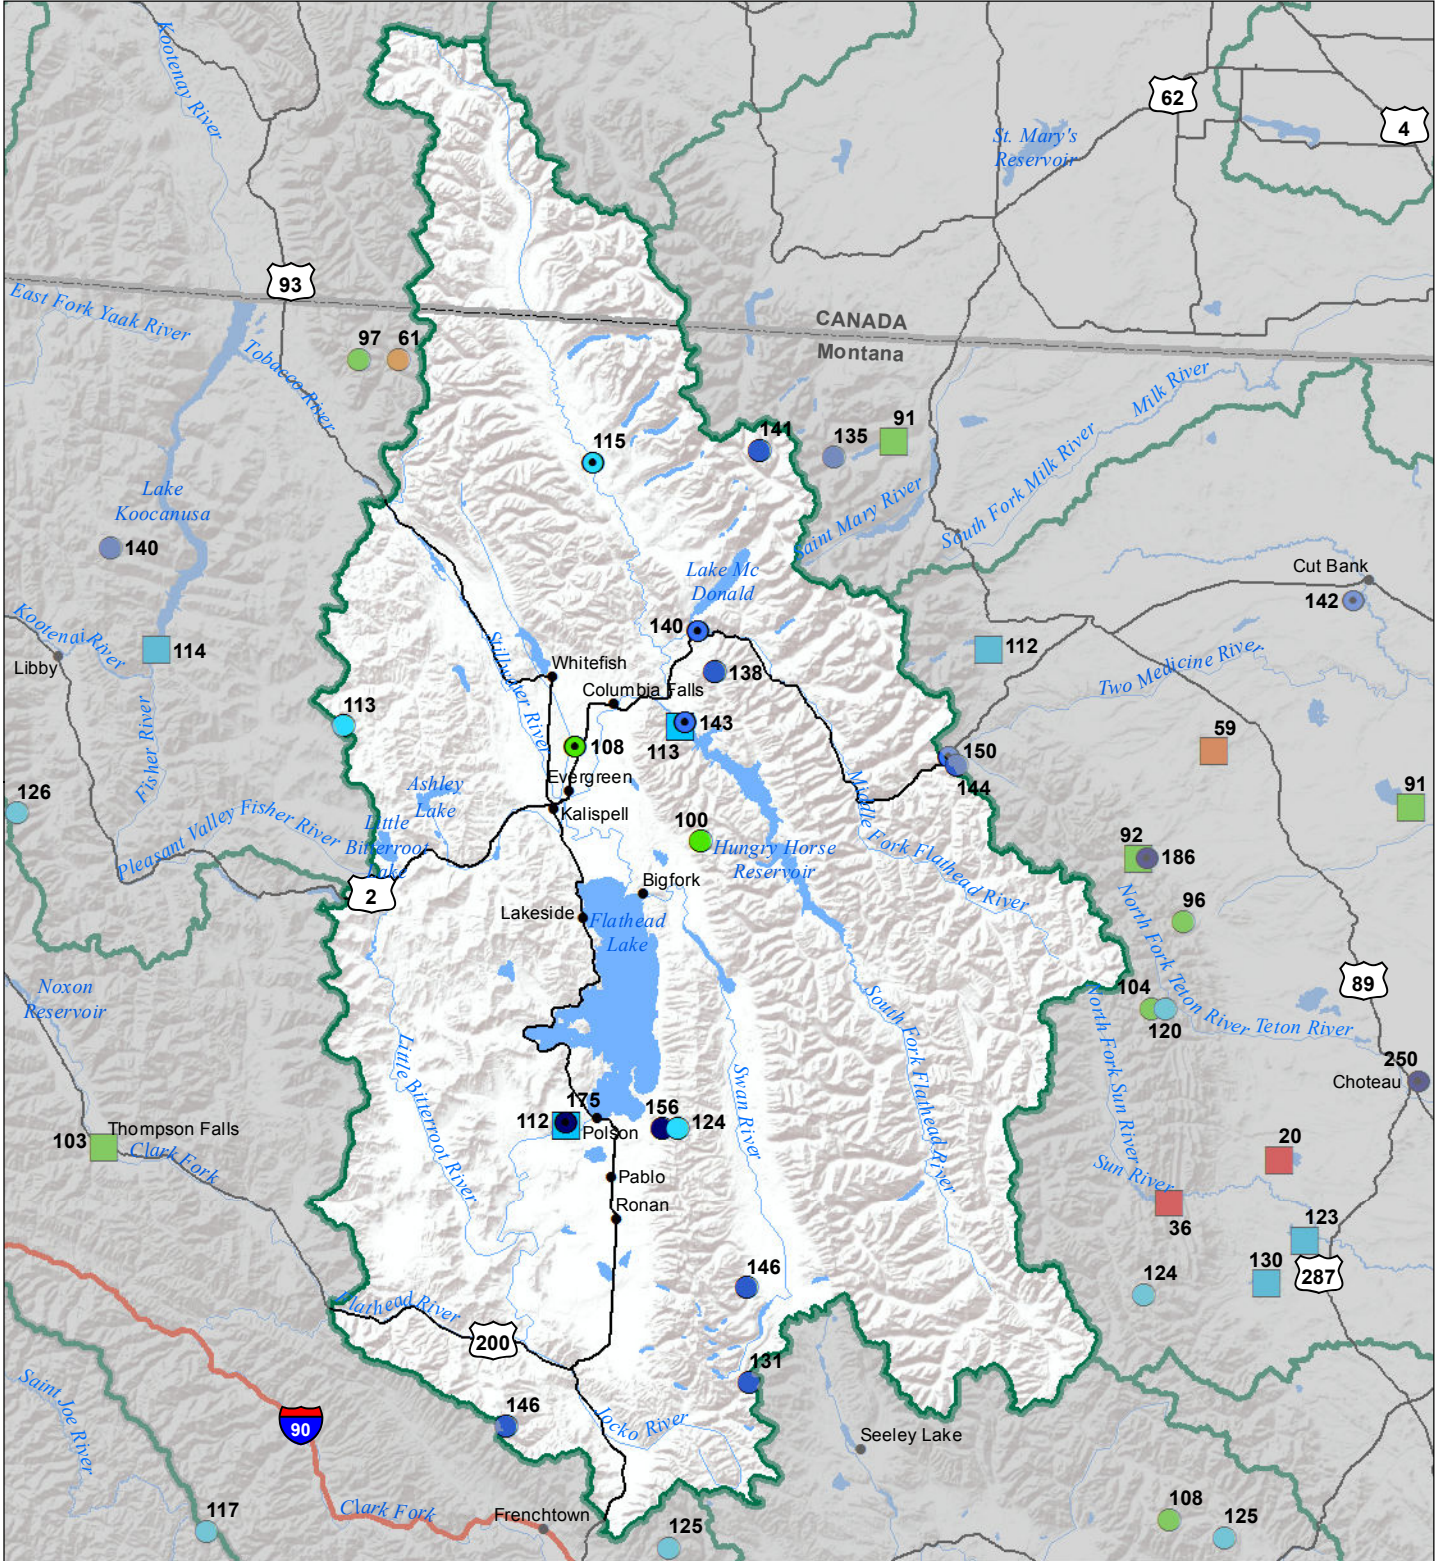 Kootenay River
62
4
St. Mary's
Reservoir
93
East Fork Yaak River
CANADA
Montana
97
61
Tobacco River
Milk River
91
141
135
115
South Fork Milk River
Lake
Koocanusa
Saint Mary River
140
Lake Mc
Donald
Cut Bank
142
Kootenai River
140
Libby
114
Stillwater River
Whitefish
138
112
Two Medicine River
Columbia Falls
Fisher River
113
143
113
108
150
144
59
Evergreen
Ashley
Lake
Middle Fork Flathead River
126
Kalispell
91
Pleasant Valley Fisher River
Little
Bitterroot
Lake
100
Hungry Horse
Reservoir
92
186
2
Bigfork
North Fork Teton River
96
Lakeside
Flathead
Lake
Noxon
Reservoir
89
South Fork Flathead River
North Fork Sun River
104
120
Teton River
Little Bitterroot River
Swan River
250
Choteau
175
112
156
124
Polson
103
Thompson Falls
Clark Fork
20
Sun River
Pablo
Ronan
36
123
146
130
124
287
Flathead River
200
131
Saint Joe River
146
Jocko River
90
Seeley Lake
Clark Fork
117
Frenchtown
108
125
125